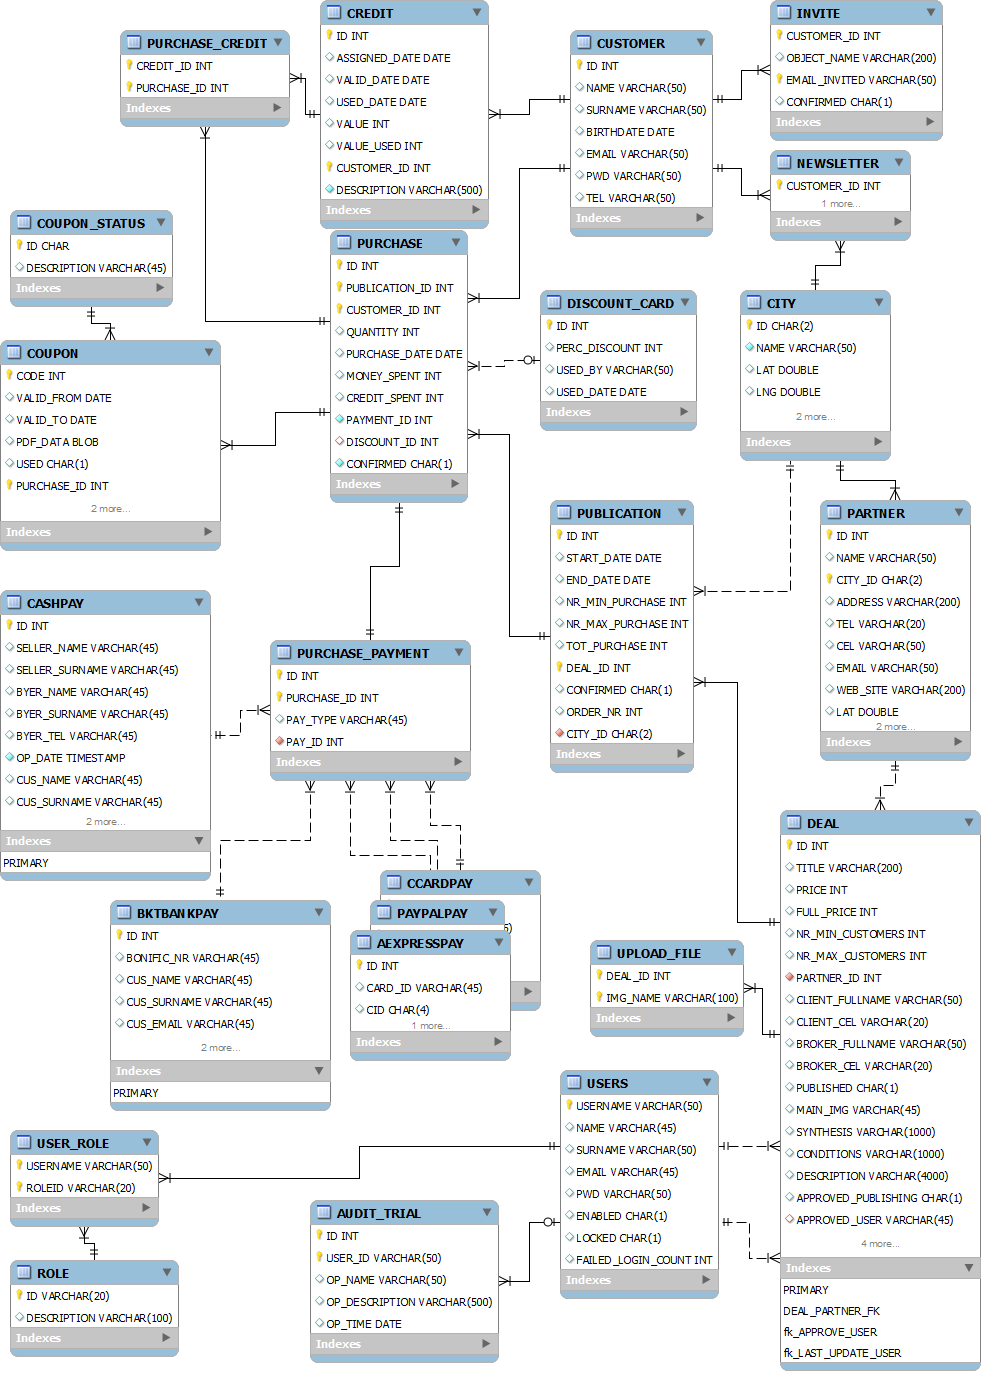 CREDIT
ID INT
ASSIGNED_DATE DATE
VALID_DATE DATE
USED_DATE DATE
VALUE INT
VALUE_USED INT
CUSTOMER_ID INT
DESCRIPTION VARCHAR(500)
Indexes
INVITE
CUSTOMER_ID INT
OBJECT_NAME VARCHAR(200)
EMAIL_INVITED VARCHAR(50)
CONFIRMED CHAR(1)
Indexes
PURCHASE_CREDIT
CREDIT_ID INT
PURCHASE_ID INT
Indexes
CUSTOMER
ID INT
NAME VARCHAR(50)
SURNAME VARCHAR(50)
BIRTHDATE DATE
EMAIL VARCHAR(50)
PWD VARCHAR(50)
TEL VARCHAR(50)
Indexes
NEWSLETTER
CUSTOMER_ID INT
1 more...
Indexes
COUPON_STATUS
ID CHAR
DESCRIPTION VARCHAR(45)
Indexes
PURCHASE
ID INT
PUBLICATION_ID INT
CUSTOMER_ID INT
QUANTITY INT
PURCHASE_DATE DATE
MONEY_SPENT INT
CREDIT_SPENT INT
PAYMENT_ID INT
DISCOUNT_ID INT
CONFIRMED CHAR(1)
Indexes
DISCOUNT_CARD
ID INT
PERC_DISCOUNT INT
USED_BY VARCHAR(50)
USED_DATE DATE
Indexes
CITY
ID CHAR(2)
NAME VARCHAR(50)
LAT DOUBLE
LNG DOUBLE
2 more...
Indexes
COUPON
CODE INT
VALID_FROM DATE
VALID_TO DATE
PDF_DATA BLOB
USED CHAR(1)
PURCHASE_ID INT
2 more...
Indexes
PUBLICATION
ID INT
START_DATE DATE
END_DATE DATE
NR_MIN_PURCHASE INT
NR_MAX_PURCHASE INT
TOT_PURCHASE INT
DEAL_ID INT
CONFIRMED CHAR(1)
ORDER_NR INT
CITY_ID CHAR(2)
Indexes
PARTNER
ID INT
NAME VARCHAR(50)
CITY_ID CHAR(2)
ADDRESS VARCHAR(200)
TEL VARCHAR(20)
CEL VARCHAR(50)
EMAIL VARCHAR(50)
WEB_SITE VARCHAR(200)
LAT DOUBLE
2 more...
Indexes
CASHPAY
ID INT
SELLER_NAME VARCHAR(45)
SELLER_SURNAME VARCHAR(45)
BYER_NAME VARCHAR(45)
BYER_SURNAME VARCHAR(45)
BYER_TEL VARCHAR(45)
OP_DATE TIMESTAMP
CUS_NAME VARCHAR(45)
CUS_SURNAME VARCHAR(45)
2 more...
Indexes
PRIMARY
PURCHASE_PAYMENT
ID INT
PURCHASE_ID INT
PAY_TYPE VARCHAR(45)
PAY_ID INT
Indexes
DEAL
ID INT
TITLE VARCHAR(200)
PRICE INT
FULL_PRICE INT
NR_MIN_CUSTOMERS INT
NR_MAX_CUSTOMERS INT
PARTNER_ID INT
CLIENT_FULLNAME VARCHAR(50)
CLIENT_CEL VARCHAR(20)
BROKER_FULLNAME VARCHAR(50)
BROKER_CEL VARCHAR(20)
PUBLISHED CHAR(1)
MAIN_IMG VARCHAR(45)
SYNTHESIS VARCHAR(1000)
CONDITIONS VARCHAR(1000)
DESCRIPTION VARCHAR(4000)
APPROVED_PUBLISHING CHAR(1)
APPROVED_USER VARCHAR(45)
4 more...
Indexes
PRIMARY
DEAL_PARTNER_FK
fk_APPROVE_USER
fk_LAST_UPDATE_USER
BKTBANKPAY
ID INT
BONIFIC_NR VARCHAR(45)
CUS_NAME VARCHAR(45)
CUS_SURNAME VARCHAR(45)
CUS_EMAIL VARCHAR(45)
2 more...
Indexes
PRIMARY
CCARDPAY
5)
PAYPALPAY
AEXPRESSPAY
ID INT
CARD_ID VARCHAR(45)
CID CHAR(4)
1 more...
Indexes
UPLOAD_FILE
DEAL_ID INT
IMG_NAME VARCHAR(100)
Indexes
USERS
USERNAME VARCHAR(50)
NAME VARCHAR(45)
SURNAME VARCHAR(50)
EMAIL VARCHAR(45)
PWD VARCHAR(50)
ENABLED CHAR(1)
LOCKED CHAR(1)
FAILED_LOGIN_COUNT INT
Indexes
USER_ROLE
USERNAME VARCHAR(50)
ROLEID VARCHAR(20)
Indexes
AUDIT_TRIAL
ID INT
USER_ID VARCHAR(50)
OP_NAME VARCHAR(50)
OP_DESCRIPTION VARCHAR(500)
OP_TIME DATE
Indexes
ROLE
ID VARCHAR(20)
DESCRIPTION VARCHAR(100)
Indexes